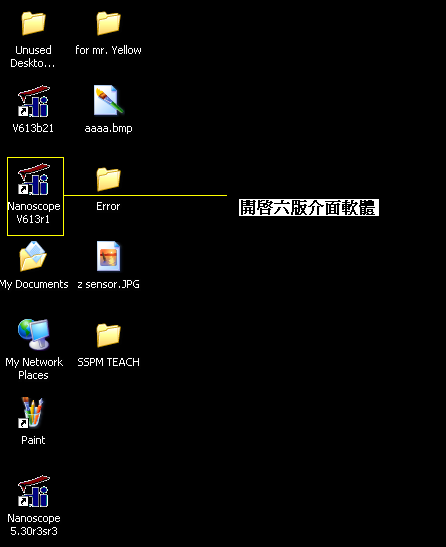 Unused
Deskto...
for mr. Yellow
V613b21
aaaa.bmp
Nanoscope
V613r1
Error
開啓六版介面軟體
My Documents
z sensor.JPG
My Network
Places
SSPM TEACH
Paint
Nanoscope
5.30r3sr3